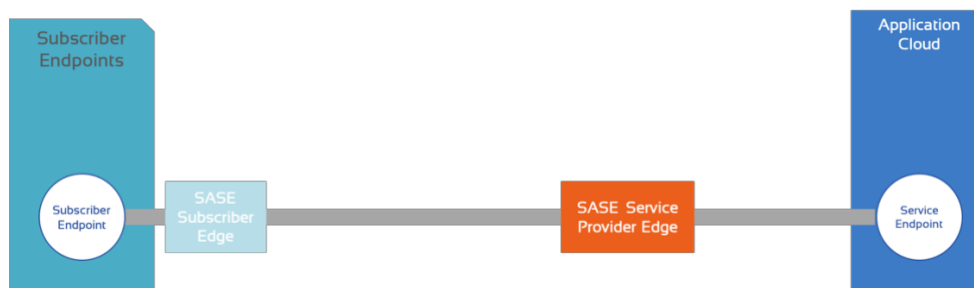 Subscriber
Endpoints
Application
Cloud
Subscriber
Endpoint
SASE
Subscriber
Edge
SASE Service
Provider Edge
Service
Endpoint